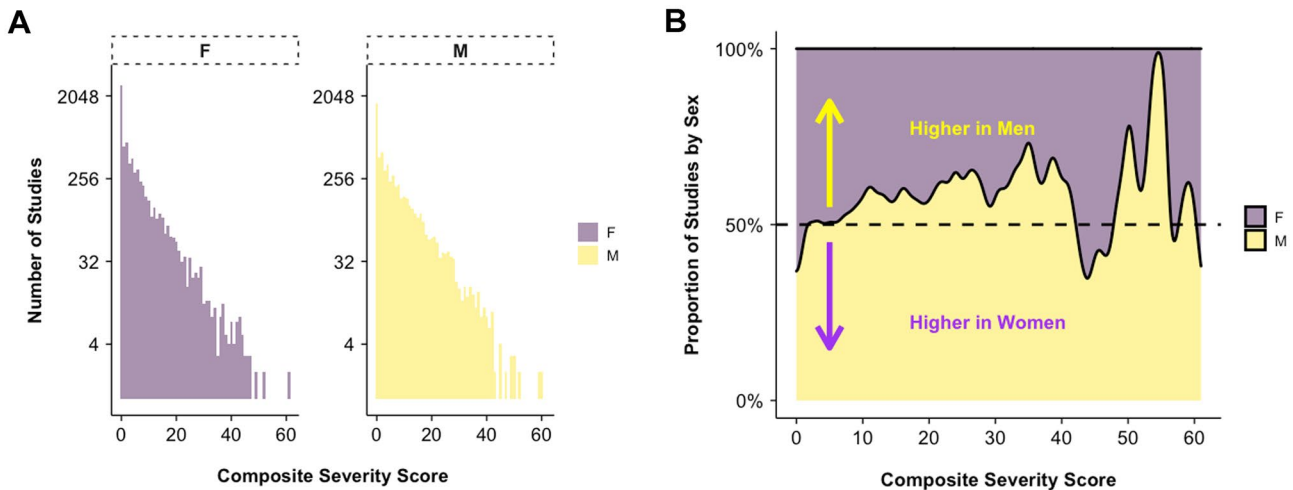 A
F
M
2048
256
32
4
Number of Studies
0
20
40
60
2048
256
32
4
0
20
40
60
Composite Severity Score
F
M
B
100%
50%
0%
Proportion of Studies by Sex
Higher in Men
Higher in Women
0
10
20
30
40
50
60
Composite Severity Score
F
M